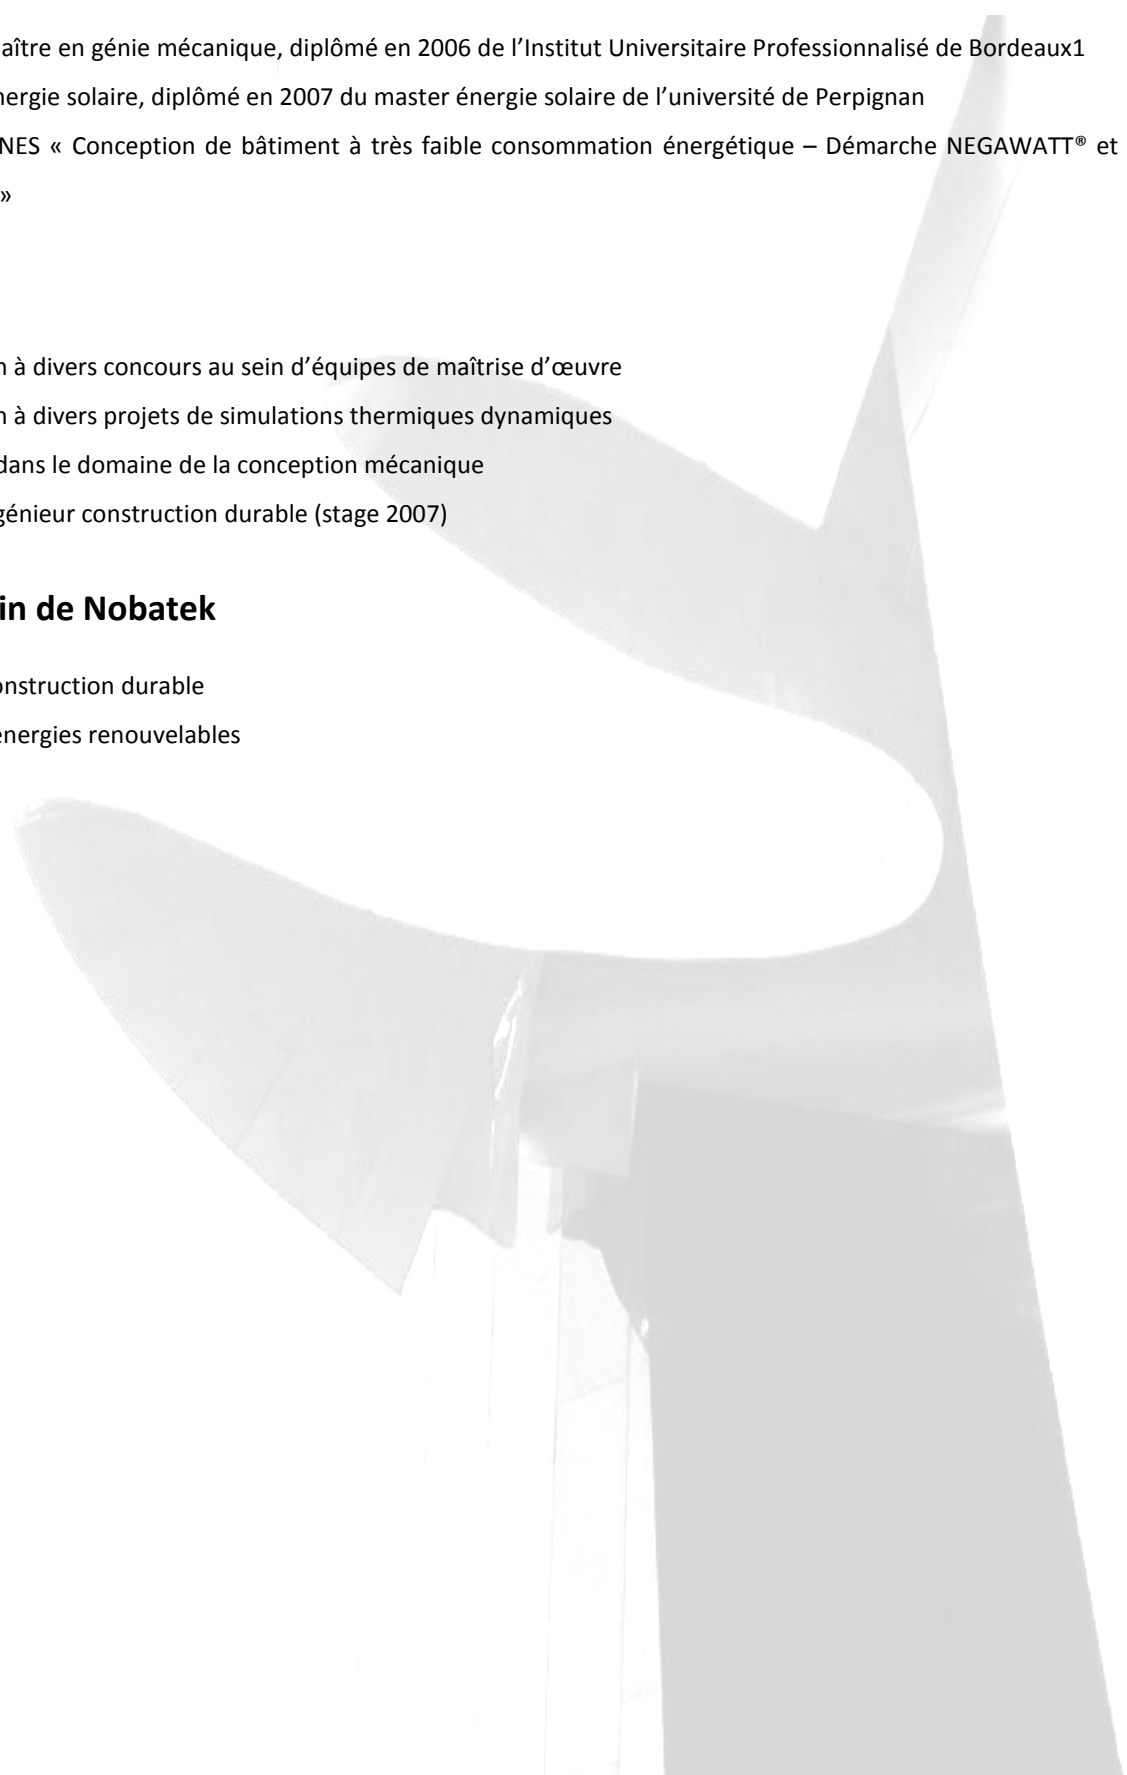 aître en génie mécanique, diplômé en 2006 de l’Institut Universitaire Professionnalisé de Bordeaux1
nergie solaire, diplômé en 2007 du master énergie solaire de l’université de Perpignan
NES « Conception de bâtiment à très faible consommation énergétique – Démarche NEGAWATT® et
»
n à divers concours au sein d’équipes de maîtrise d’œuvre
n à divers projets de simulations thermiques dynamiques
dans le domaine de la conception mécanique
génieur construction durable (stage 2007)
in de Nobatek
onstruction durable
énergies renouvelables